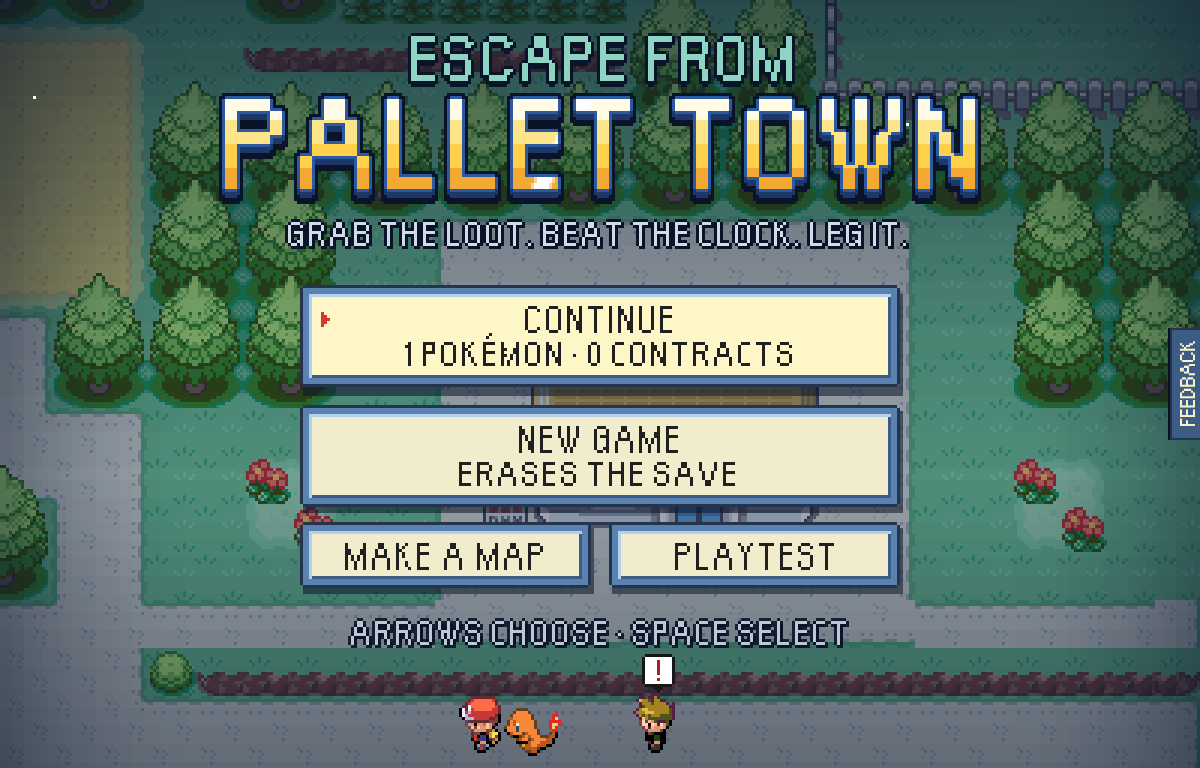 ESCAPE FROM
PALLET TOWN
GRAB THE LOOT. BEAT THE CLOCK. LEG IT.
CONTINUE
1 POKÉMON · 0 CONTRACTS
FEEDBACK
NEW GAME
ERASES THE SAVE
MAKE A MAP
PLAYTEST
ARROWS CHOOSE · SPACE SELECT
!